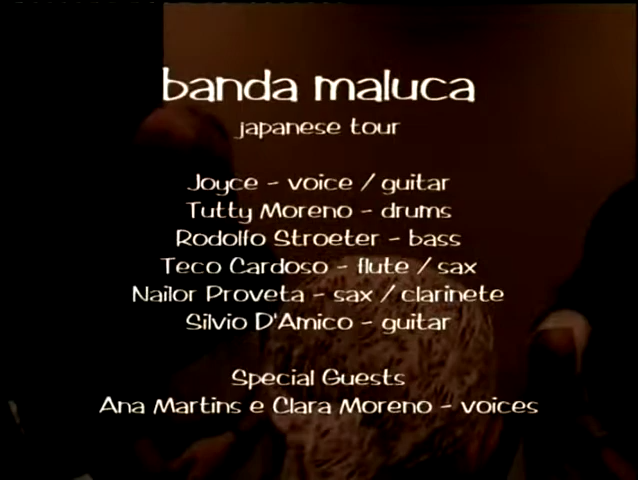 banda maluca
japanese tour
Joyce - voice / guitar
Tutty Moreno - drums
Rodolfo Stroeter - bass
Teco Cardoso - flute / sax
Nailor Proveta - sax / clarinete
Silvio D'Amico - guitar
Special Guests
Ana Martins e Clara Moreno - voices